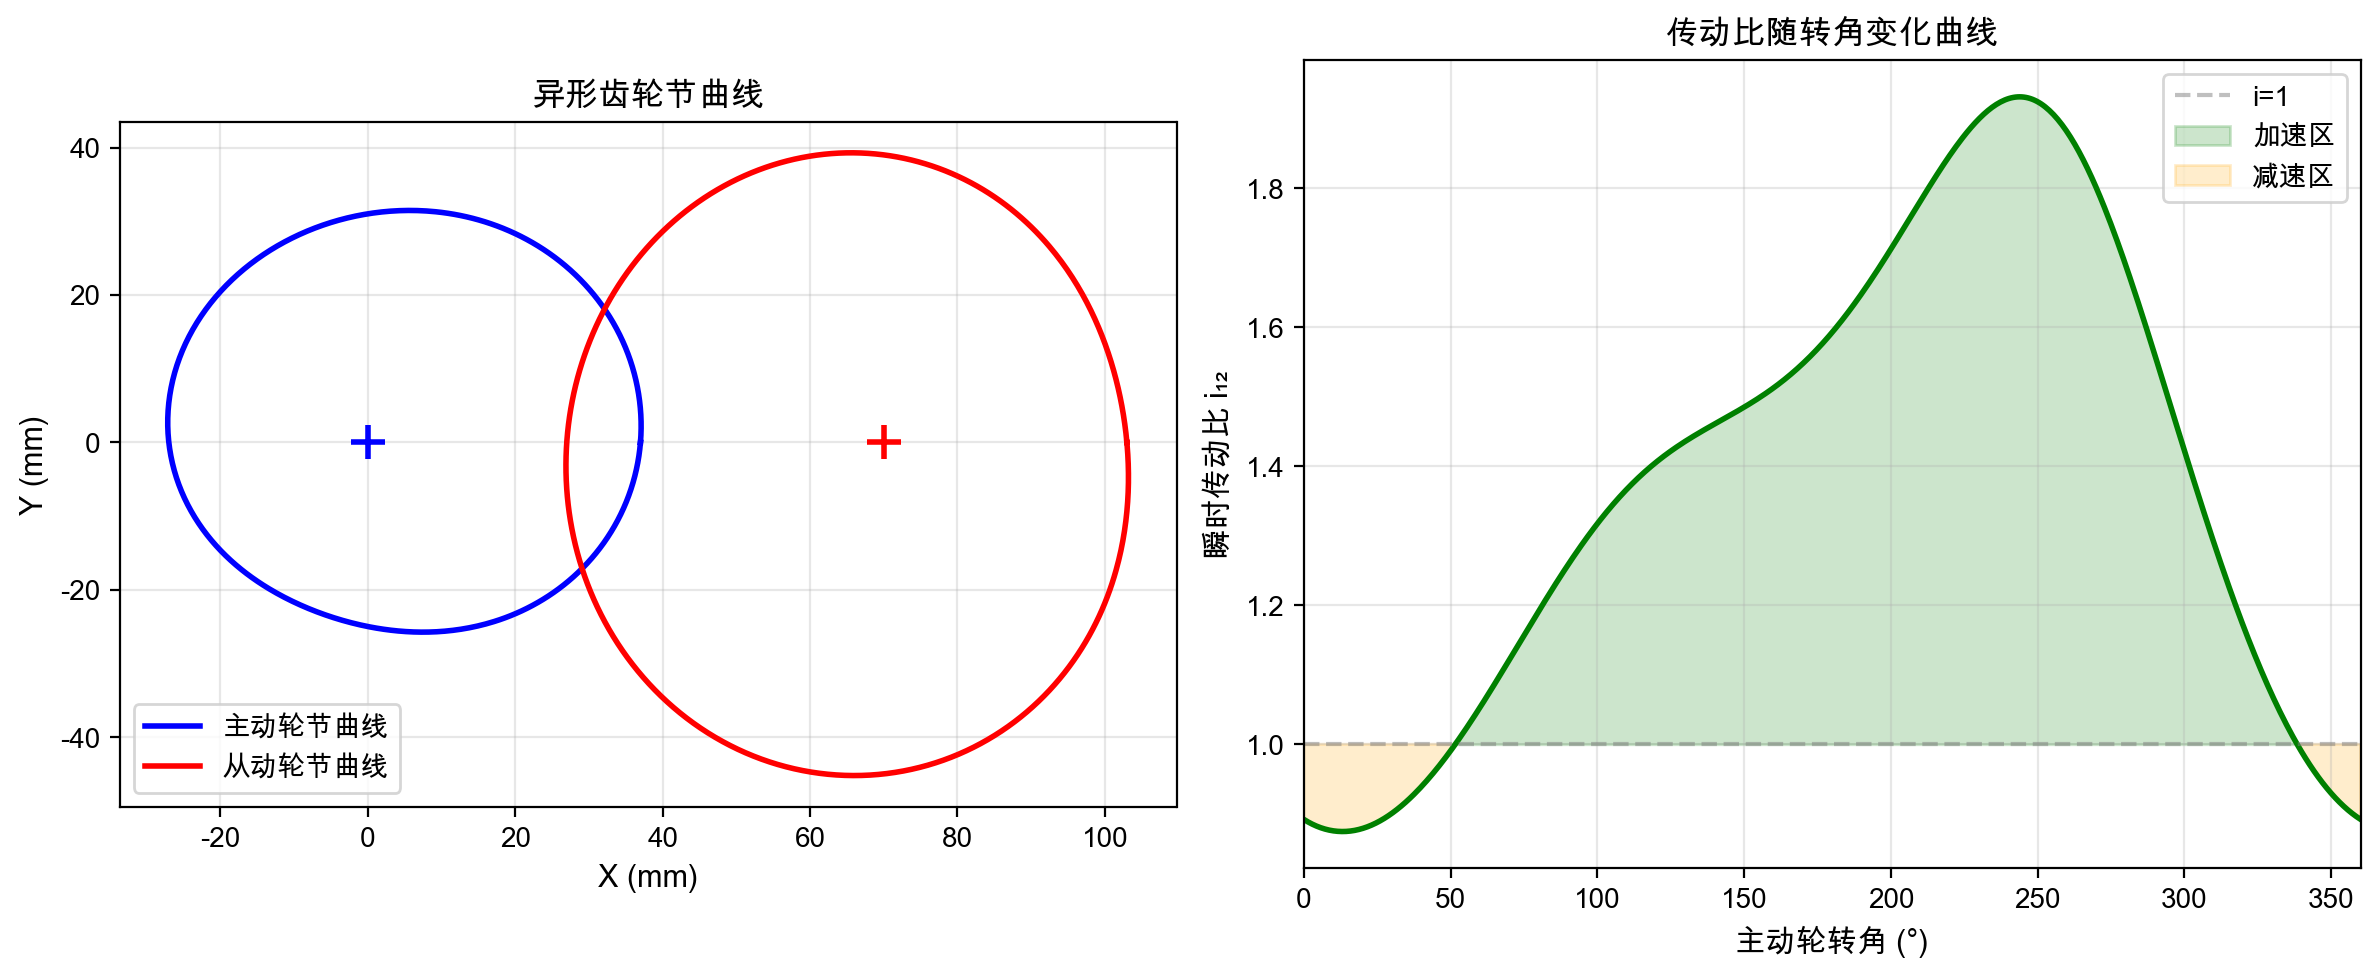 异形齿轮节曲线
40
20
0
-20
-40
Y (mm)
-20
0
20
40
60
80
100
X (mm)
主动轮节曲线
从动轮节曲线
传动比随转角变化曲线
1.8
1.6
1.4
1.2
1.0
瞬时传动比 i₁₂
0
50
100
150
200
250
300
350
主动轮转角 (°)
i=1
加速区
减速区